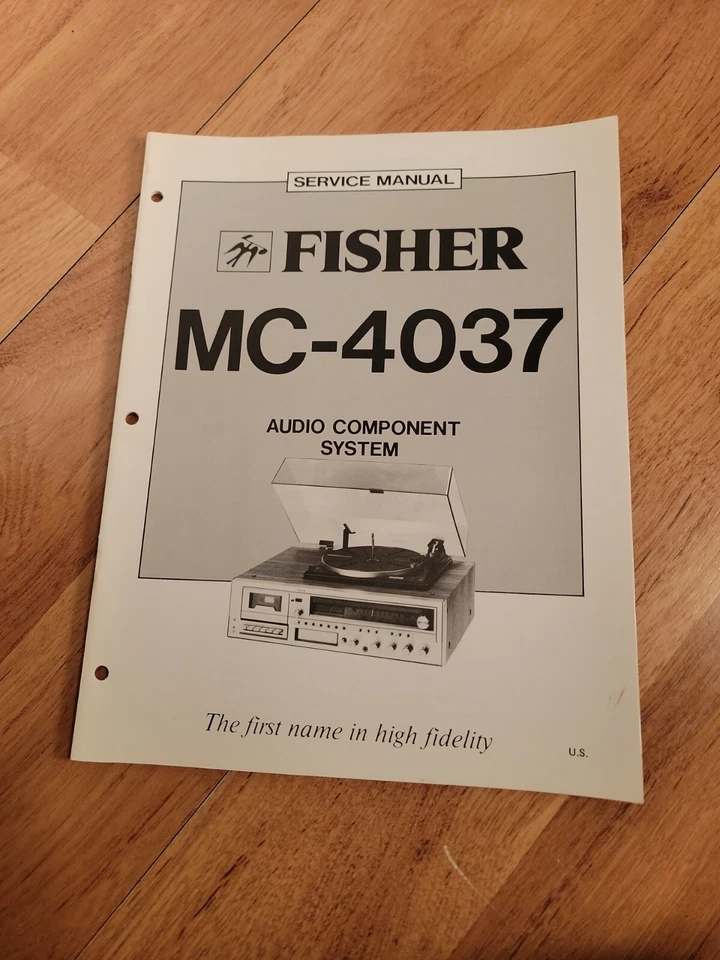 SERVICE MANUAL
FISHER
MC-4037
AUDIO COMPONENT
SYSTEM
The first name in high fidelity
U.S.